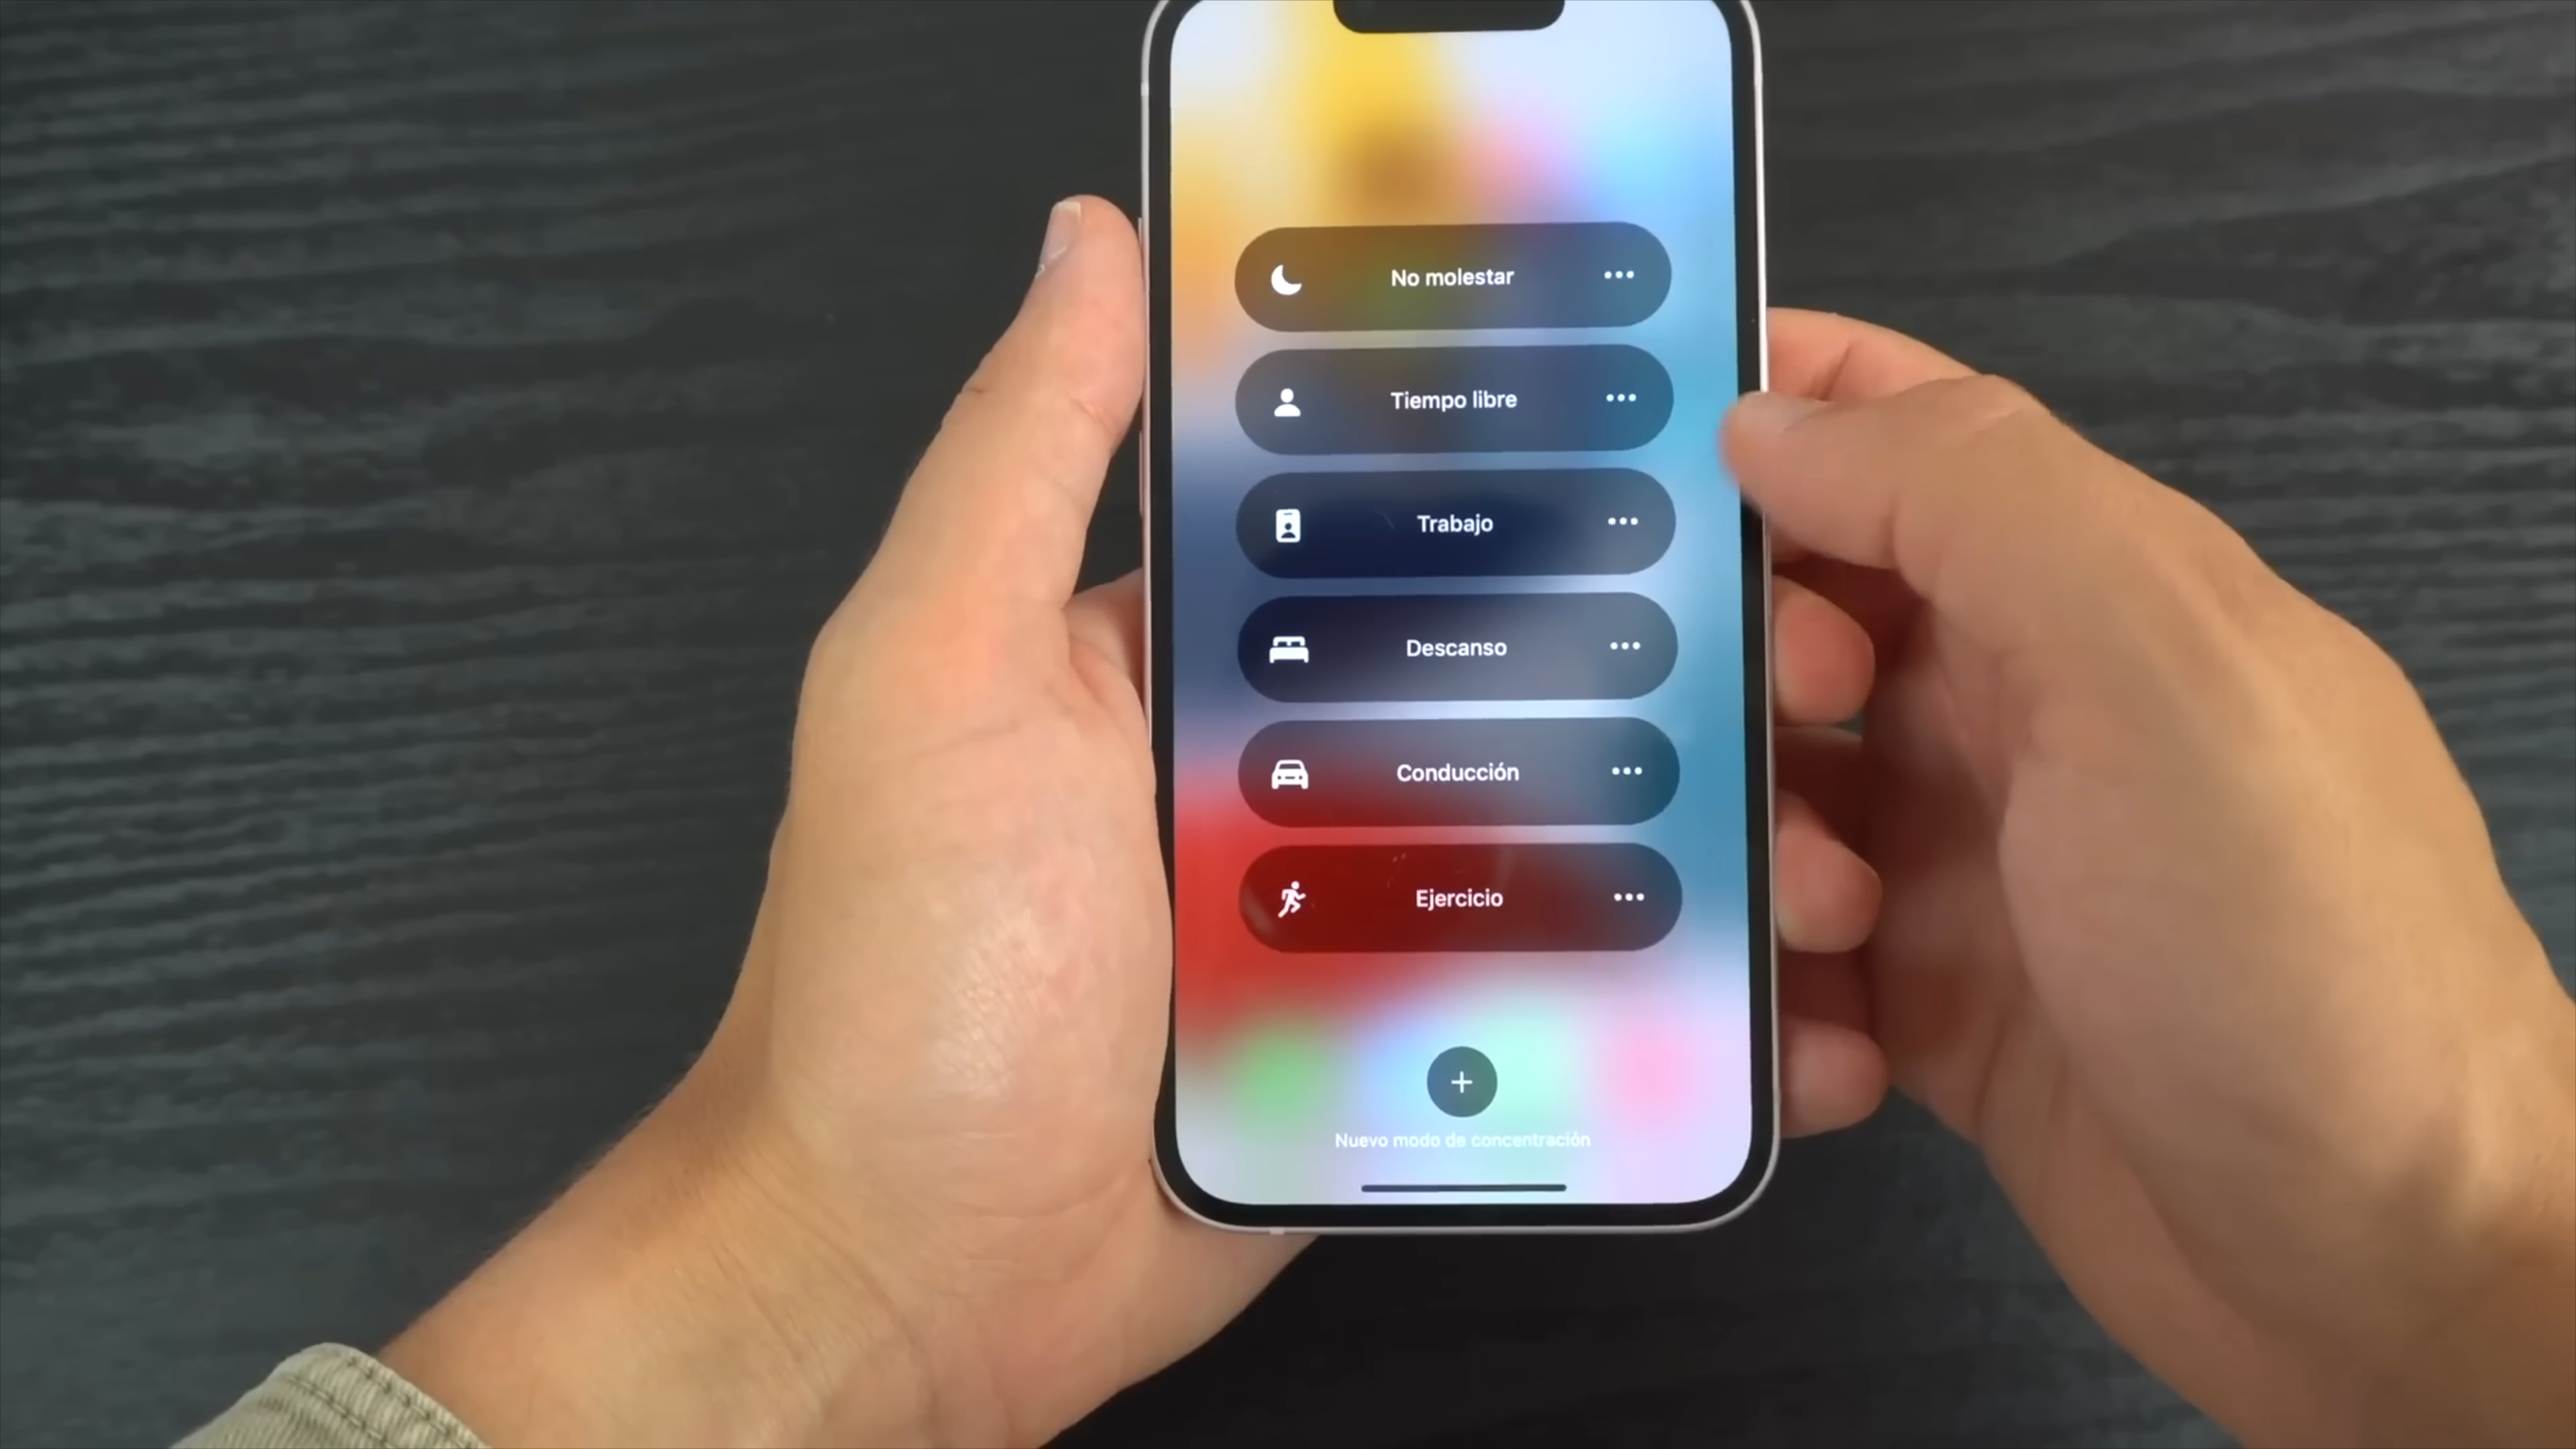 No molestar
Tiempo libre
Trabajo
Descanso
Conducción
Ejercicio
Nuevo modo de concentración